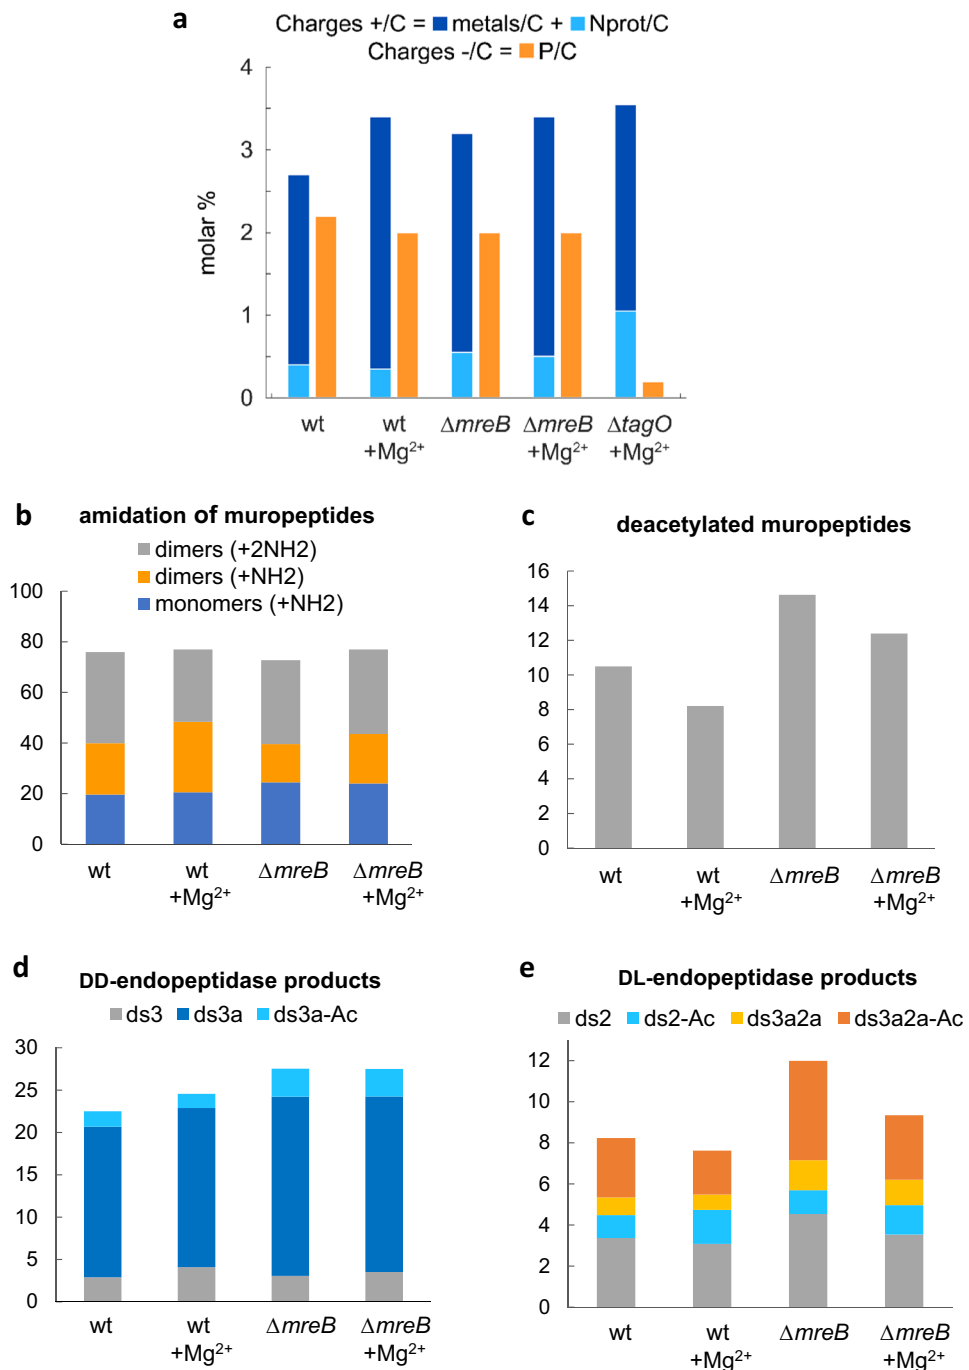 a
Charges +/C = metals/C + Nprot/C
Charges -/C = P/C
molar %
4
3
2
1
0
wt
wt
+Mg²⁺
ΔmreB
ΔmreB
+Mg²⁺
ΔtagO
+Mg²⁺
b
amidation of muropeptides
dimers (+2NH2)
dimers (+NH2)
monomers (+NH2)
100
80
60
40
20
0
wt
wt
+Mg²⁺
ΔmreB
ΔmreB
+Mg²⁺
c
deacetylated muropeptides
16
14
12
10
8
6
4
2
0
wt
wt
+Mg²⁺
ΔmreB
ΔmreB
+Mg²⁺
d
DD-endopeptidase products
ds3 ds3a ds3a-Ac
30
25
20
15
10
5
0
wt
wt
+Mg²⁺
ΔmreB
ΔmreB
+Mg²⁺
e
DL-endopeptidase products
ds2 ds2-Ac ds3a2a ds3a2a-Ac
12
10
8
6
4
2
0
wt
wt
+Mg²⁺
ΔmreB
ΔmreB
+Mg²⁺